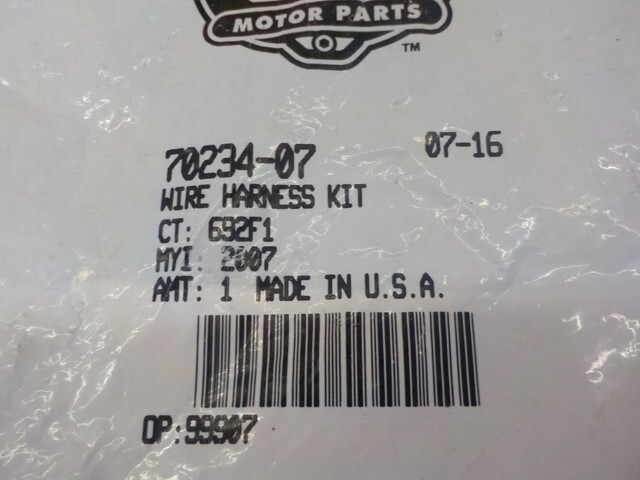 MOTOR PARTS
TM
70234-07 07-16
WIRE HARNESS KIT
CT: 692F1
MYI: 2007
AMT: 1 MADE IN U.S.A.
OP:99907